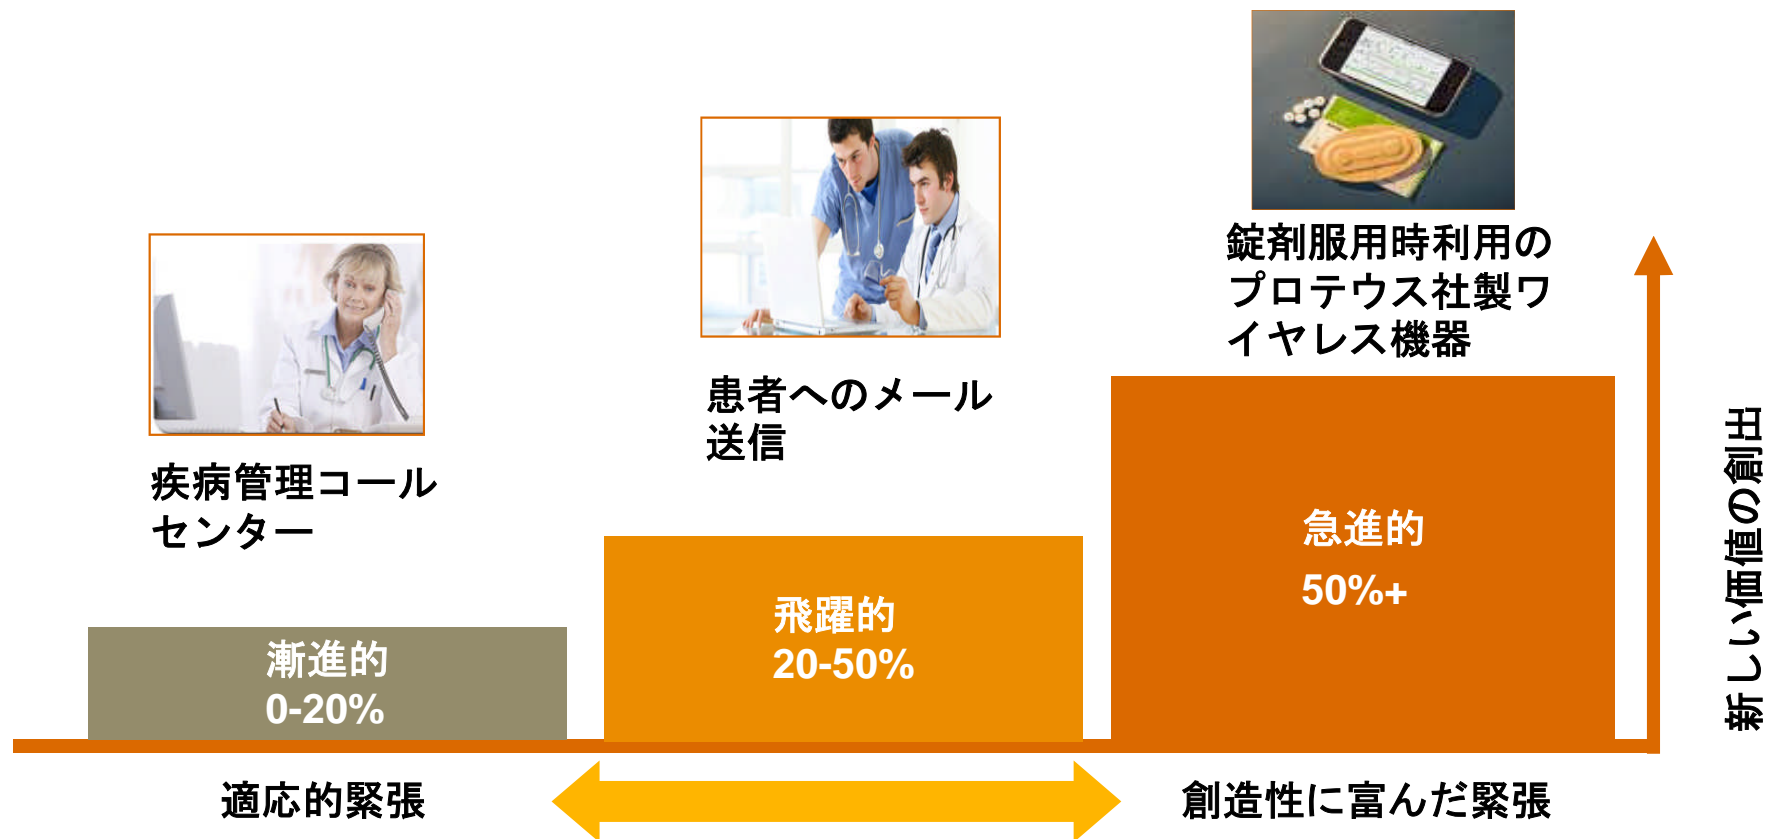 錠剤服用時利用の
プロテウス社製ワ
イヤレス機器
患者へのメール
送信
疾病管理コール
センター
漸進的
0-20%
飛躍的
20-50%
急進的
50%+
新しい価値の創出
適応的緊張
創造性に富んだ緊張